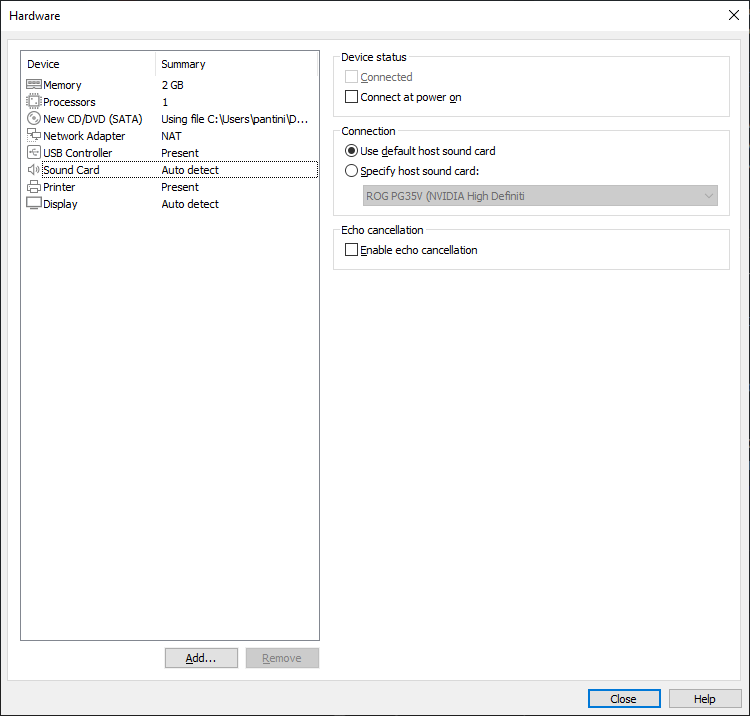 Hardware
Device Summary
Memory 2 GB
Processors 1
New CD/DVD (SATA) Using file C:\Users\pantini\D...
Network Adapter NAT
USB Controller Present
Sound Card Auto detect
Printer Present
Display Auto detect
Add...
Remove
Device status
Connected
Connect at power on
Connection
Use default host sound card
Specify host sound card:
ROG PG35V (NVIDIA High Definiti
Echo cancellation
Enable echo cancellation
Close
Help